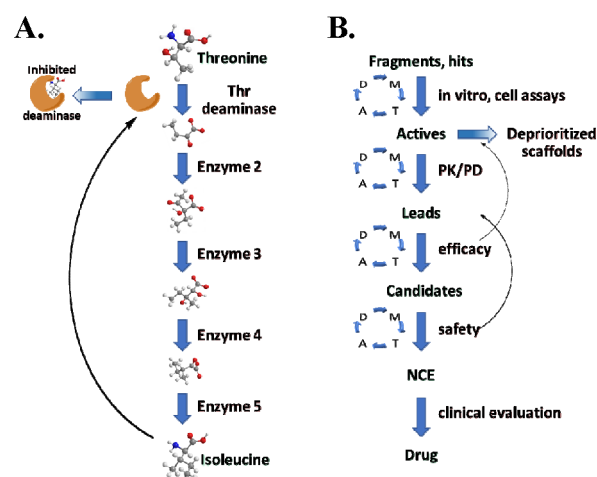 A.
Threonine
Inhibited
deaminase
Thr
deaminase
Enzyme 2
Enzyme 3
Enzyme 4
Enzyme 5
Isoleucine
B.
Fragments, hits
D M
A T
in vitro, cell assays
Actives
Deprioritized
scaffolds
D M
A T
PK/PD
Leads
D M
A T
efficacy
Candidates
D M
A T
safety
NCE
clinical evaluation
Drug